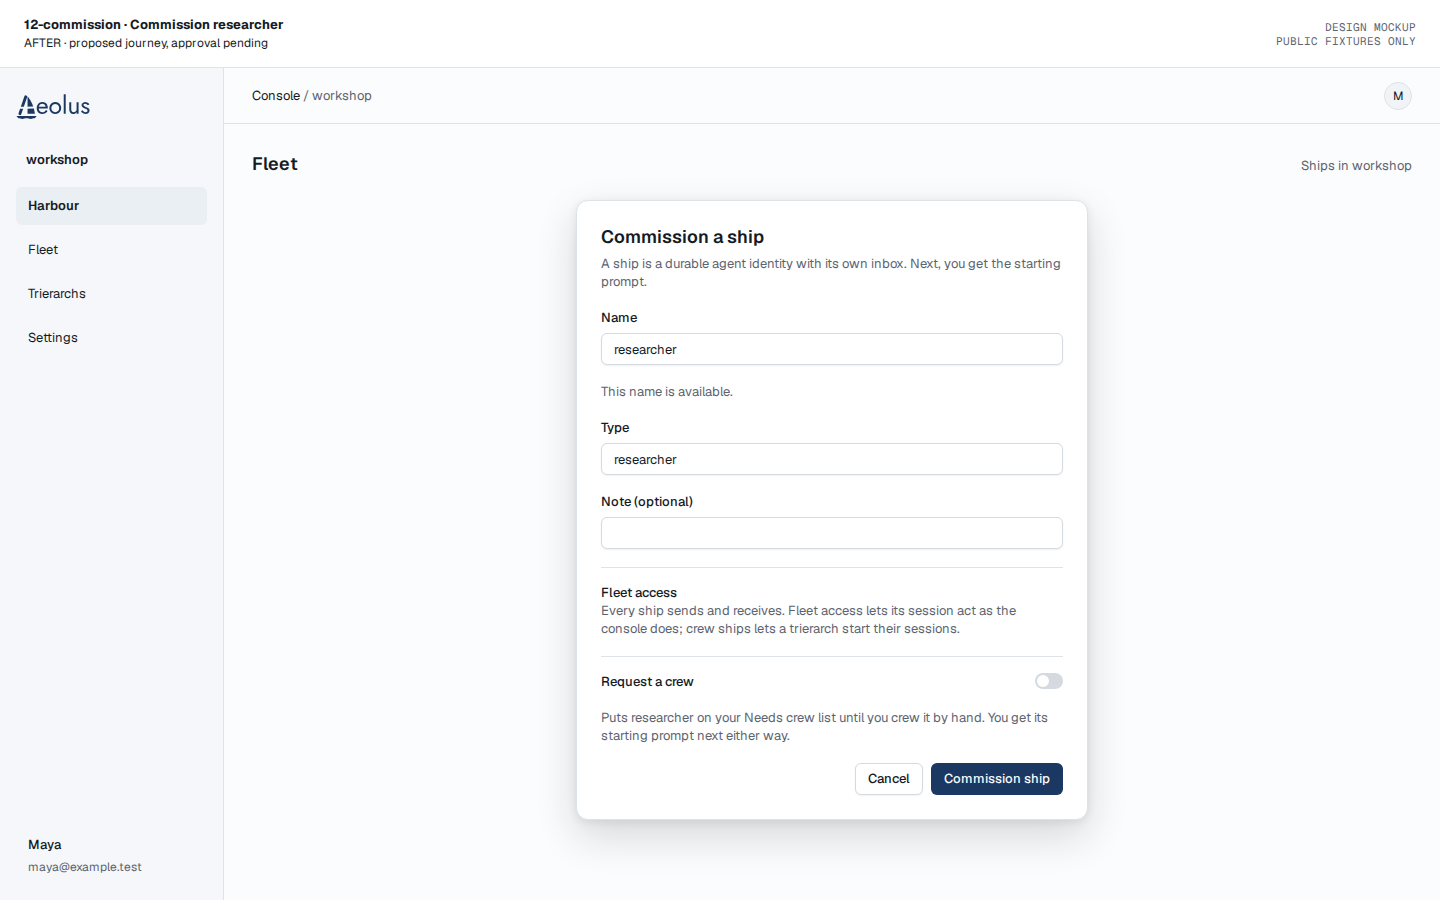 12-commission · Commission researcher
AFTER · proposed journey, approval pending
DESIGN MOCKUP
PUBLIC FIXTURES ONLY
Aeolus
workshop
Harbour
Fleet
Trierarchs
Settings
Maya
maya@example.test
Console / workshop
M
Fleet
Ships in workshop
Commission a ship
A ship is a durable agent identity with its own inbox. Next, you get the starting
prompt.
Name
researcher
This name is available.
Type
researcher
Note (optional)
Fleet access
Every ship sends and receives. Fleet access lets its session act as the
console does; crew ships lets a trierarch start their sessions.
Request a crew
Puts researcher on your Needs crew list until you crew it by hand. You get its
starting prompt next either way.
Cancel
Commission ship